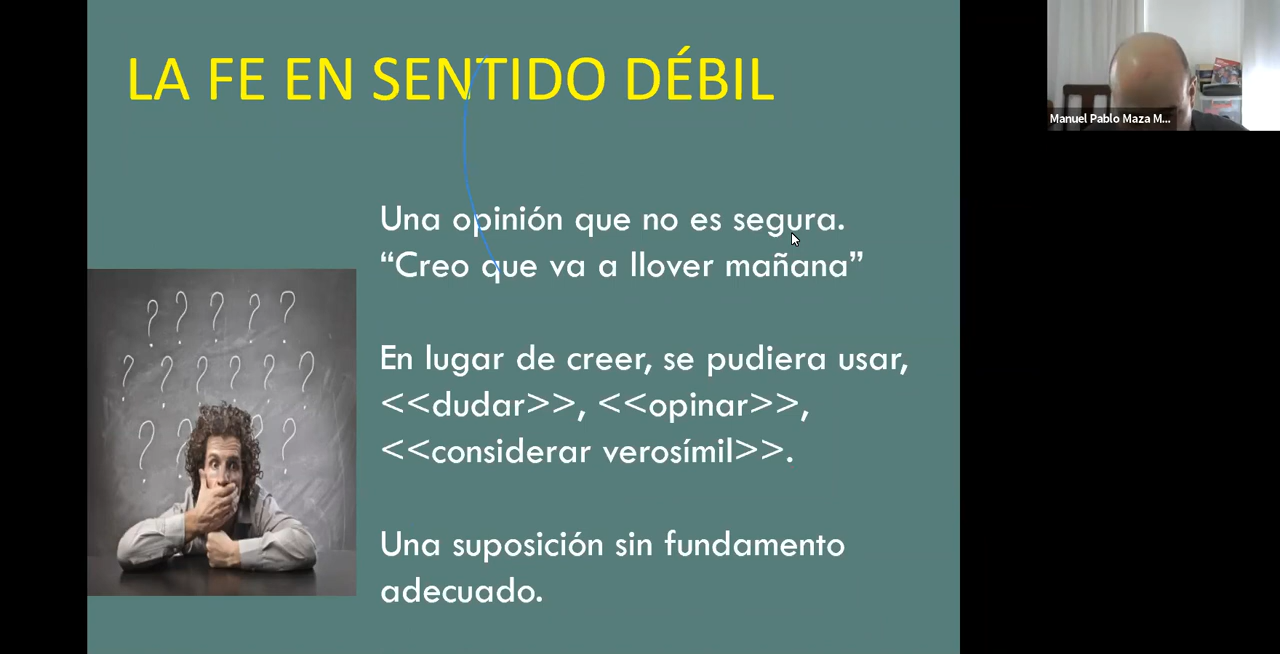 LA FE EN SENTIDO DÉBIL
Manuel Pablo Maza M...
Una opinión que no es segura.
“Creo que va a llover mañana”
En lugar de creer, se pudiera usar,
<<dudar>>, <<opinar>>,
<<considerar verosímil>>.
Una suposición sin fundamento
adecuado.
? ? ? ? ?
? ? ? ? ? ?
? ? ?